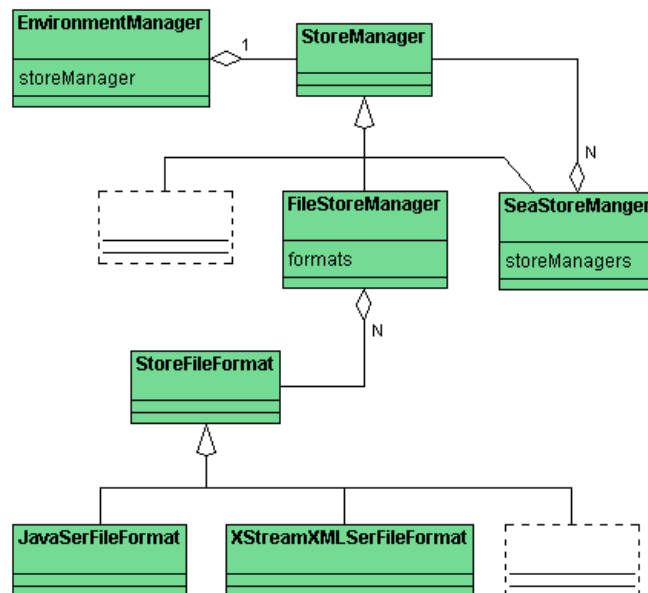 EnvironmentManager
storeManager
1
StoreManager
N
FileStoreManager
formats
SeaStoreManger
storeManagers
N
StoreFileFormat
JavaSerFileFormat
XStreamXMLSerFileFormat